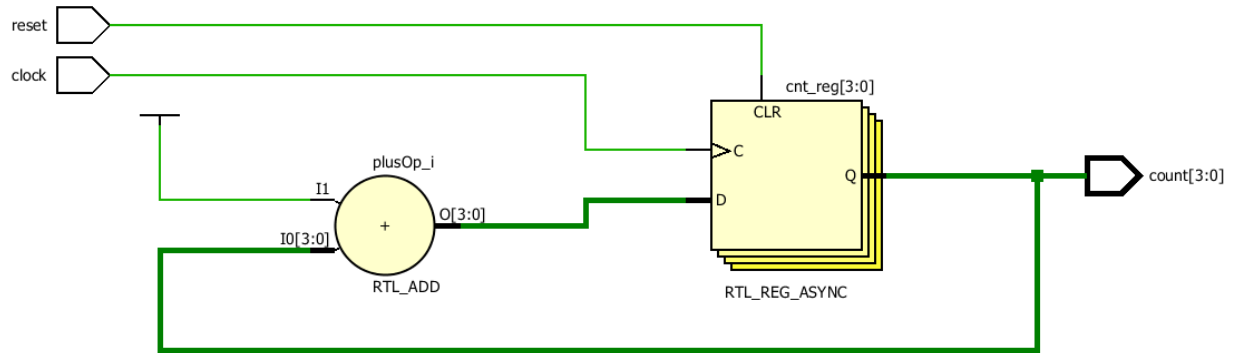 reset
clock
cnt_reg[3:0]
CLR
plusOp_i
C
I1
Q
count[3:0]
D
O[3:0]
+
I0[3:0]
RTL_ADD
RTL_REG_ASYNC